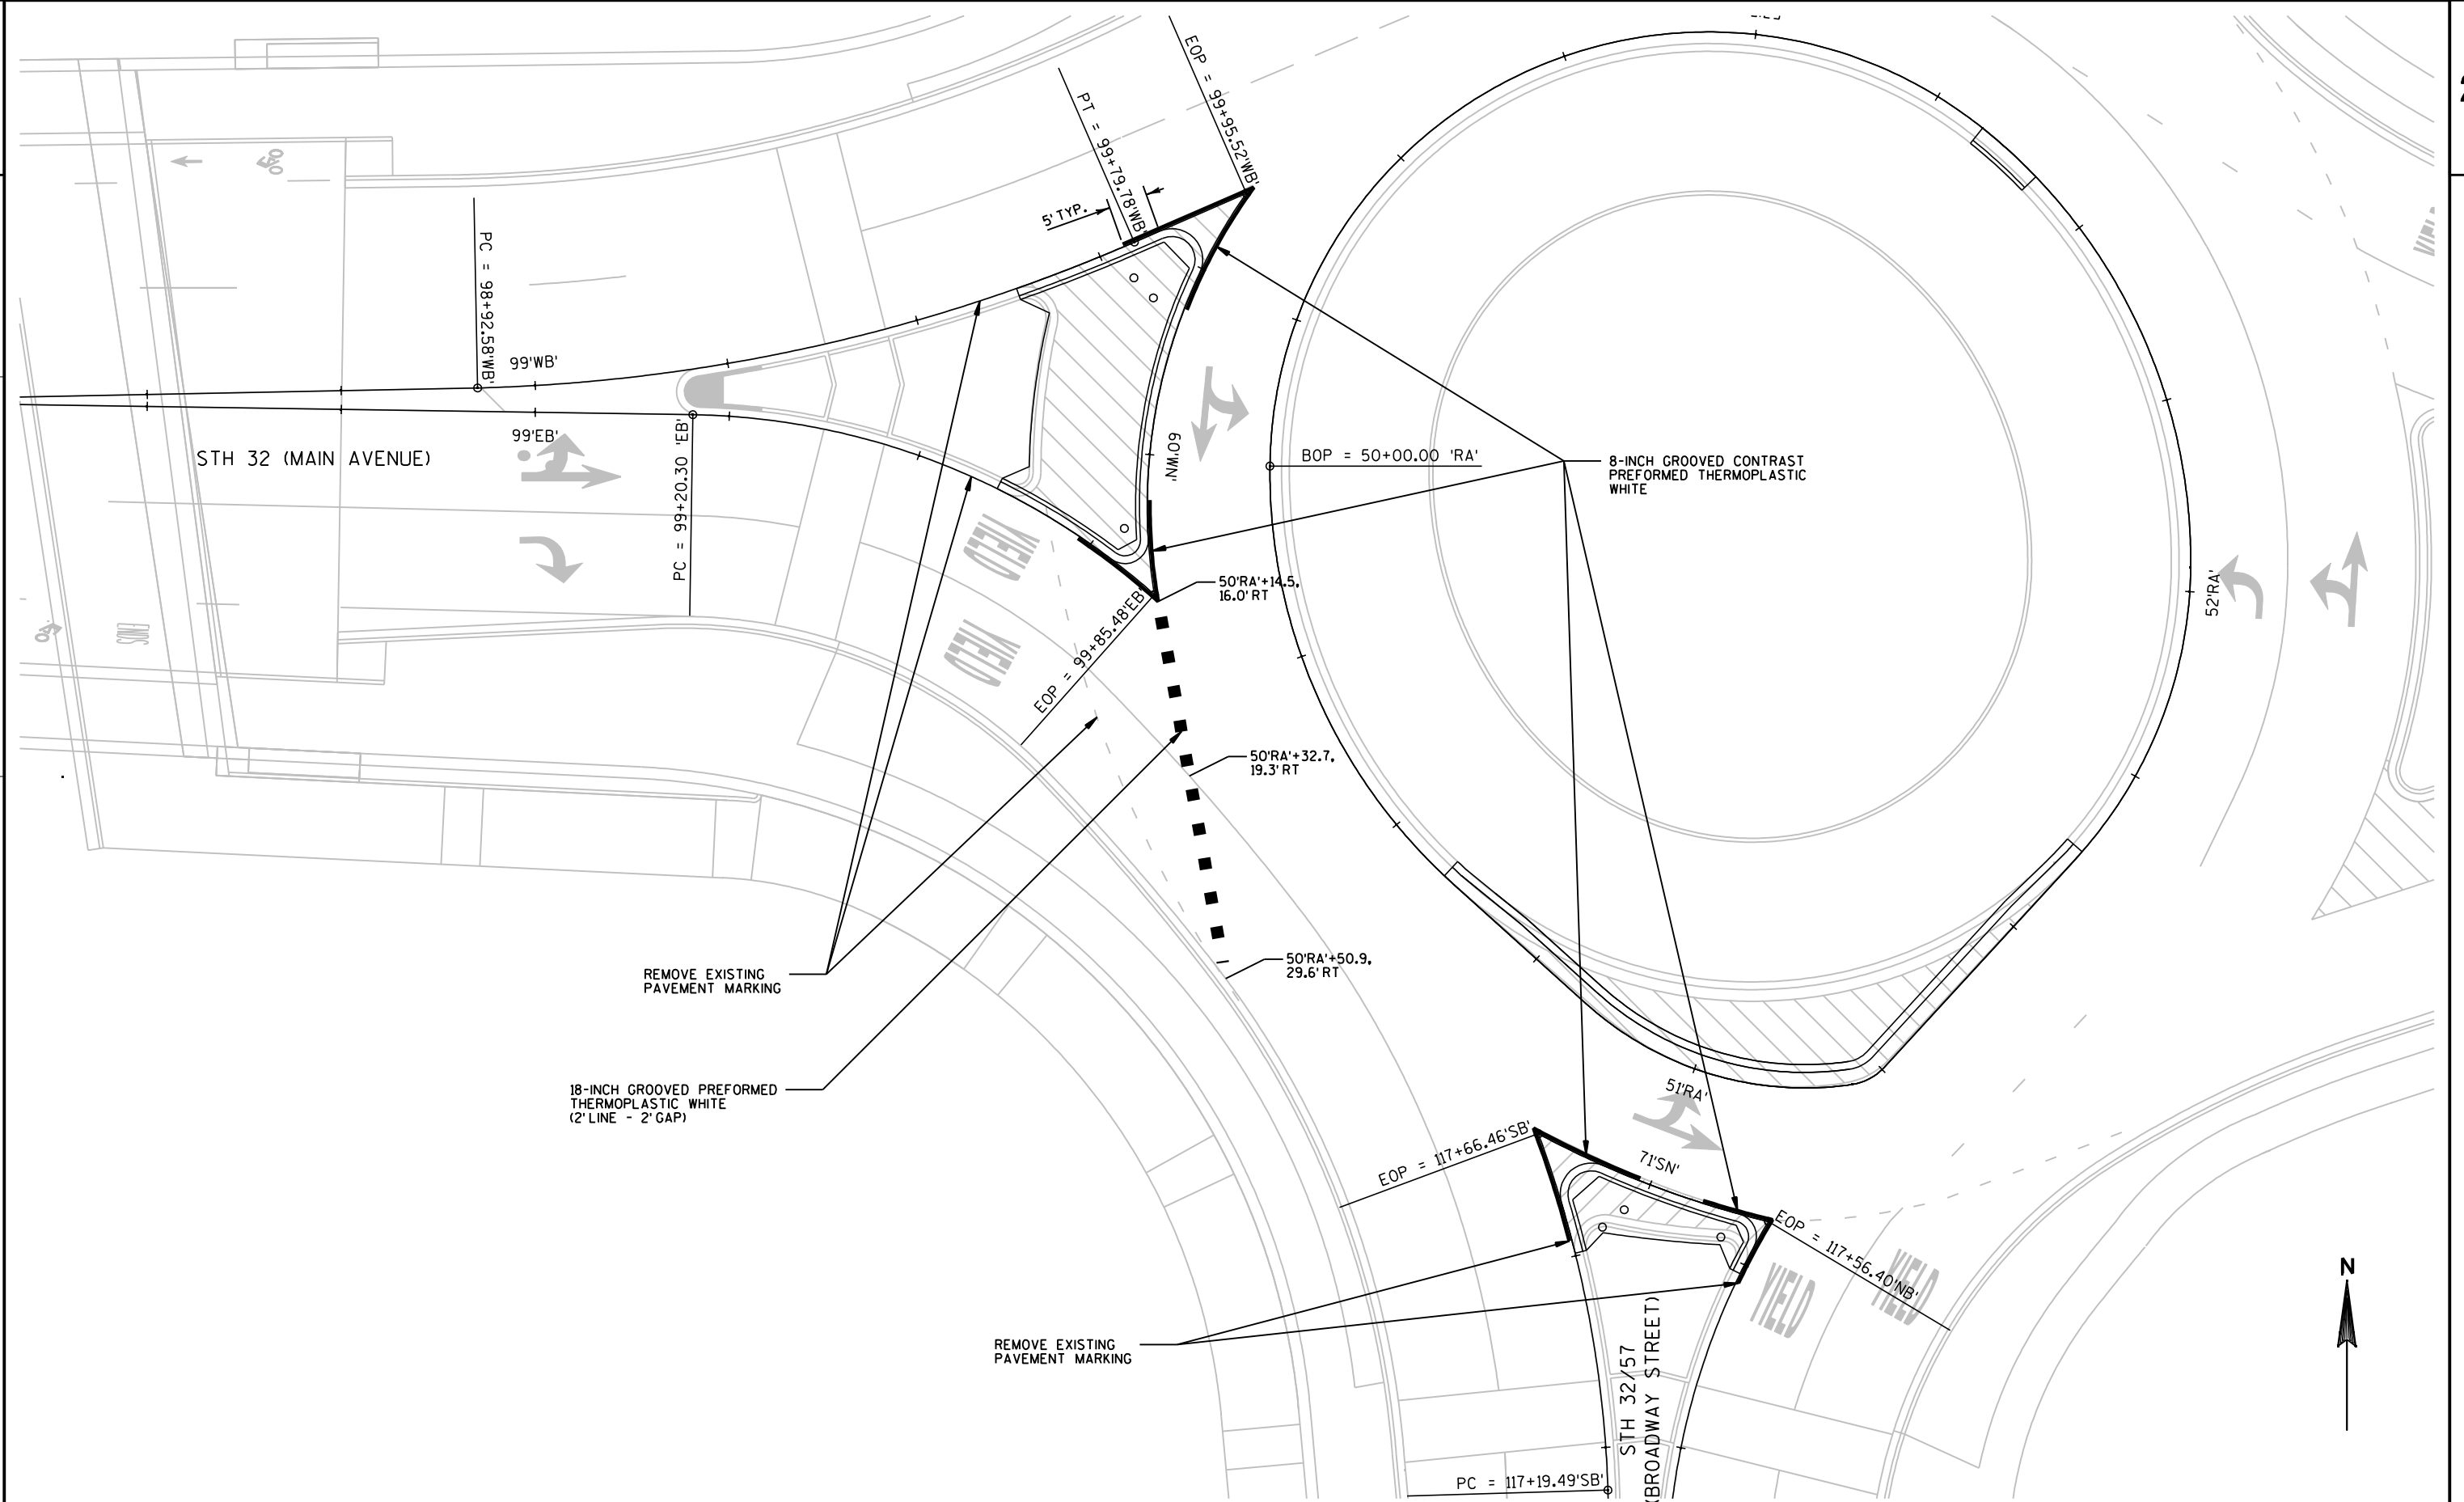 EOP = 99+95.52'WB'
PT = 99+79.78'WB'
5' TYP.
PC = 98+92.58'WB'
99'WB'
99'EB'
STH 32 (MAIN AVENUE)
PC = 99+20.30 'EB'
60'WN'
BOP = 50+00.00 'RA'
8-INCH GROOVED CONTRAST
PREFORMED THERMOPLASTIC
WHITE
YIELD
YIELD
50'RA'+14.5,
16.0' RT
EOP = 99+85.48'EB'
52'RA'
ENDS
50'RA'+32.7,
19.3' RT
50'RA'+50.9,
29.6' RT
REMOVE EXISTING
PAVEMENT MARKING
18-INCH GROOVED PREFORMED
THERMOPLASTIC WHITE
(2' LINE - 2' GAP)
51'RA'
EOP = 117+66.46'SB'
71'SN'
EOP = 117+56.40'NB'
YIELD
YIELD
REMOVE EXISTING
PAVEMENT MARKING
STH 32/57
(BROADWAY STREET)
PC = 117+19.49'SB'
N